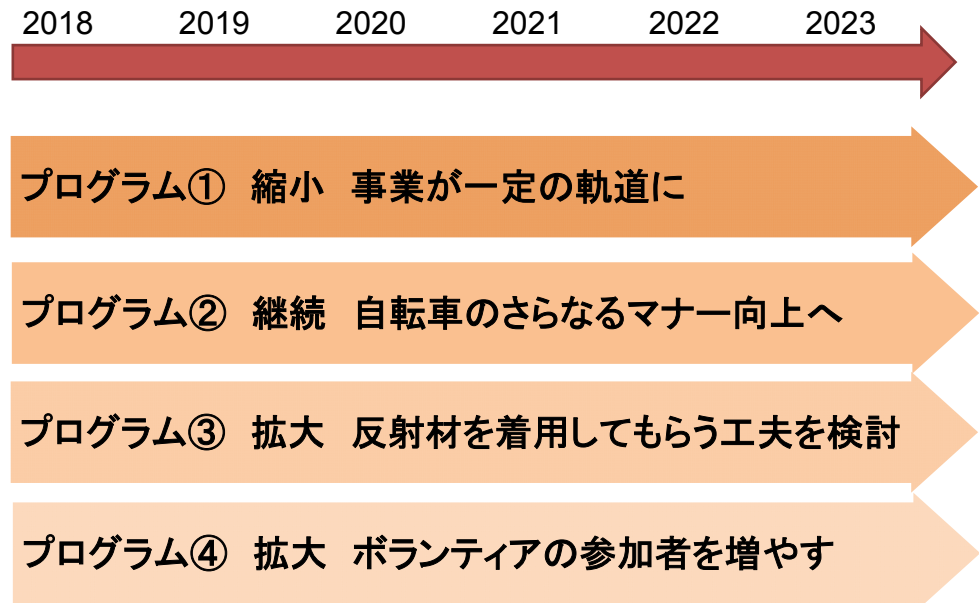 2018 2019 2020 2021 2022 2023
プログラム① 縮小 事業が一定の軌道に
プログラム② 継続 自転車のさらなるマナー向上へ
プログラム③ 拡大 反射材を着用してもらう工夫を検討
プログラム④ 拡大 ボランティアの参加者を増やす